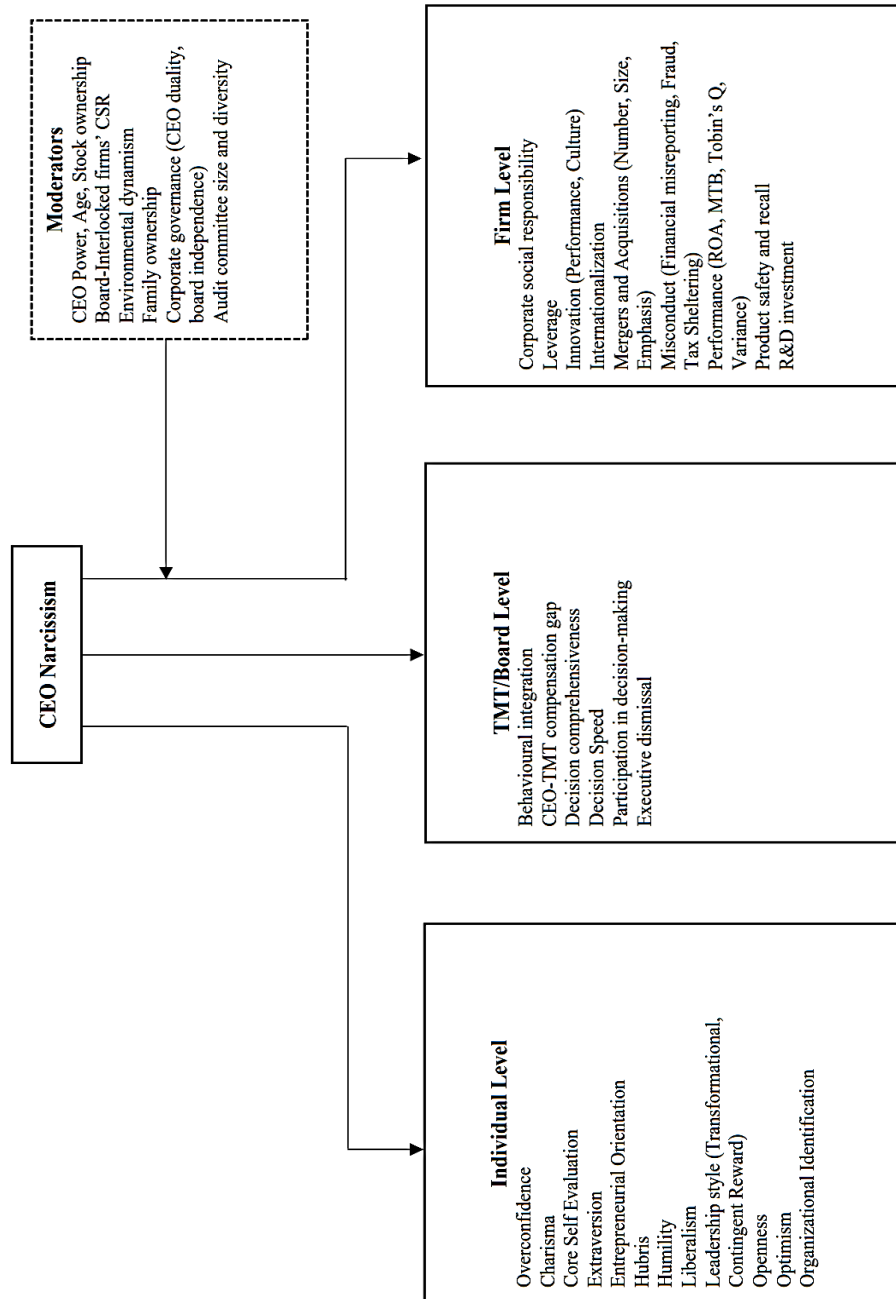 CEO Narcissism
Moderators
CEO Power, Age, Stock ownership
Board-Interlocked firms' CSR
Environmental dynamism
Family ownership
Corporate governance (CEO duality,
board independence)
Audit committee size and diversity
Individual Level
Overconfidence
Charisma
Core Self Evaluation
Extraversion
Entrepreneurial Orientation
Hubris
Humility
Liberalism
Leadership style (Transformational,
Contingent Reward)
Openness
Optimism
Organizational Identification
TMT/Board Level
Behavioural integration
CEO-TMT compensation gap
Decision comprehensiveness
Decision Speed
Participation in decision-making
Executive dismissal
Firm Level
Corporate social responsibility
Leverage
Innovation (Performance, Culture)
Internationalization
Mergers and Acquisitions (Number, Size,
Emphasis)
Misconduct (Financial misreporting, Fraud,
Tax Sheltering)
Performance (ROA, MTB, Tobin's Q,
Variance)
Product safety and recall
R&D investment